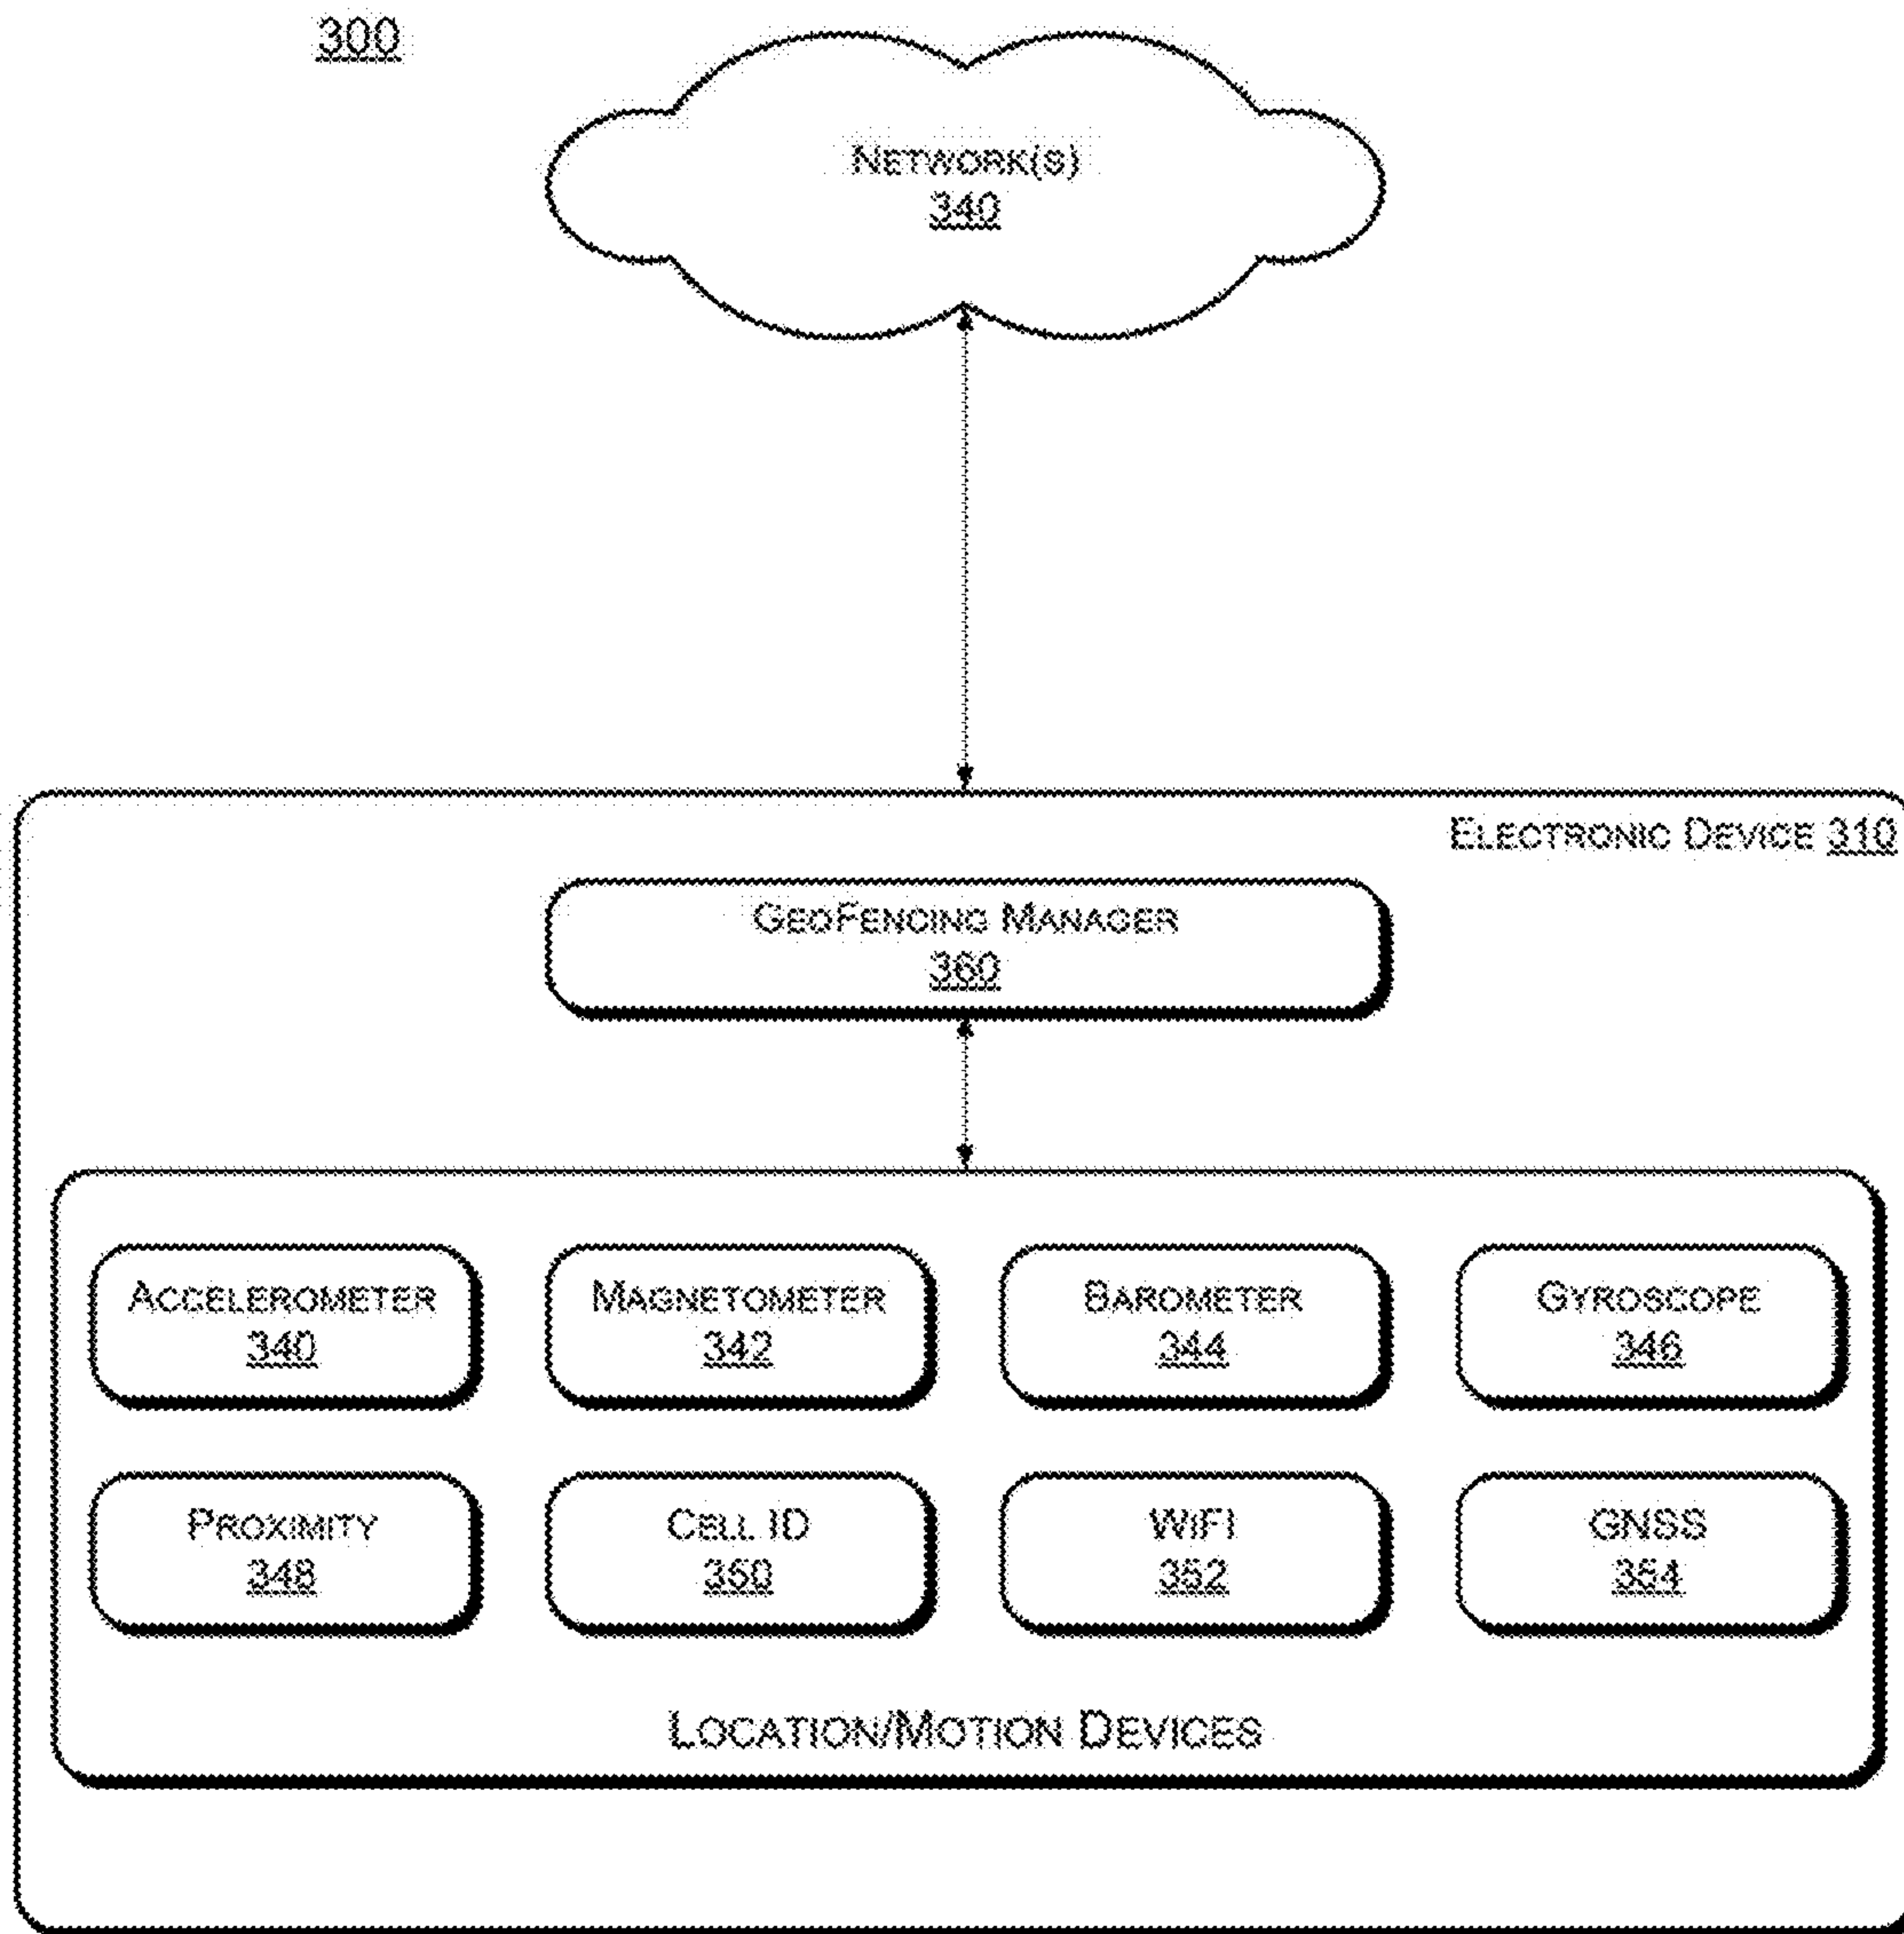 300
NETWORK(S)
340
ELECTRONIC DEVICE 310
GEOFENCING MANAGER
360
ACCELEROMETER
340
MAGNETOMETER
342
BAROMETER
344
GYROSCOPE
346
PROXIMITY
348
CELL ID
350
WIFI
352
GNSS
354
LOCATION/MOTION DEVICES